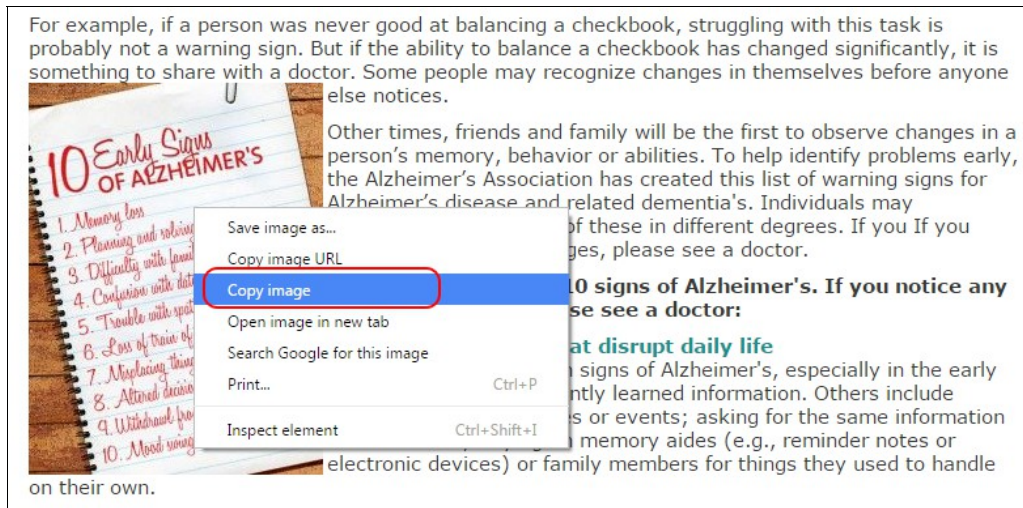 For example, if a person was never good at balancing a checkbook, struggling with this task is
probably not a warning sign. But if the ability to balance a checkbook has changed significantly, it is
something to share with a doctor. Some people may recognize changes in themselves before anyone
else notices.
Other times, friends and family will be the first to observe changes in a
person’s memory, behavior or abilities. To help identify problems early,
the Alzheimer’s Association has created this list of warning signs for
Alzheimer’s disease and related dementia's. Individuals may
of these in different degrees. If you If you
please see a doctor.
10 signs of Alzheimer's. If you notice any
see a doctor:
at disrupt daily life
signs of Alzheimer's, especially in the early
learned information. Others include
or events; asking for the same information
memory aides (e.g., reminder notes or
electronic devices) or family members for things they used to handle
on their own.
10 Early Signs
OF ALZHEIMER'S
1. Memory loss
2. Planning and solving
3. Difficulty with
4. Confusion with
5. Trouble with
6. Loss of train of
7. Misplacing
8. Altered
9. Withdrawal
10. Mood
Save image as...
Copy image URL
Copy image
Open image in new tab
Search Google for this image
Print... Ctrl+P
Inspect element Ctrl+Shift+I